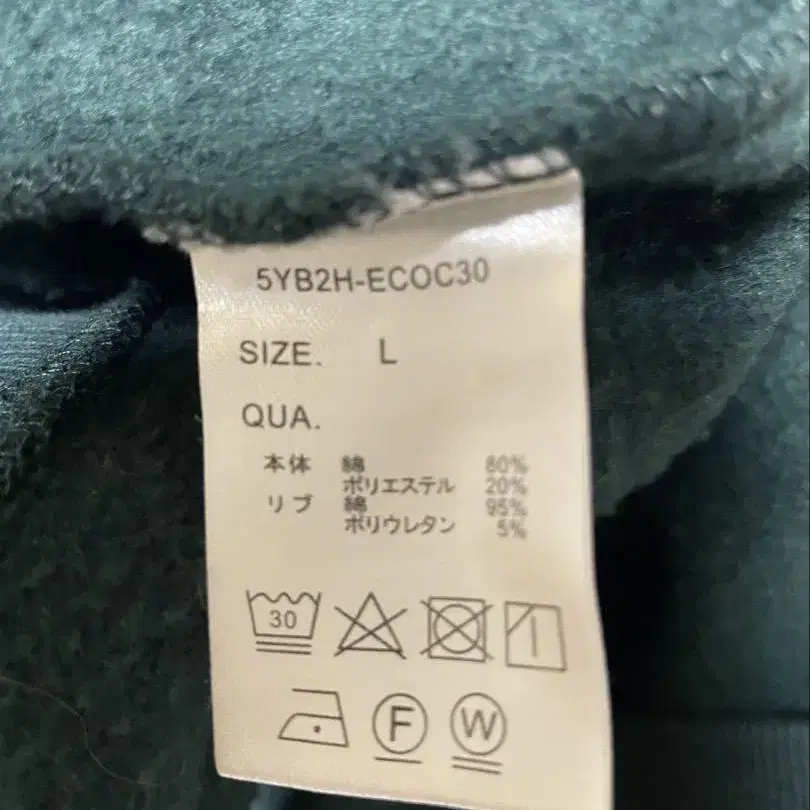 5YB2H-ECOC30
SIZE. L
QUA.
本体 綿 80%
ポリエステル 20%
リブ 綿 95%
ポリウレタン 5%
30
F W